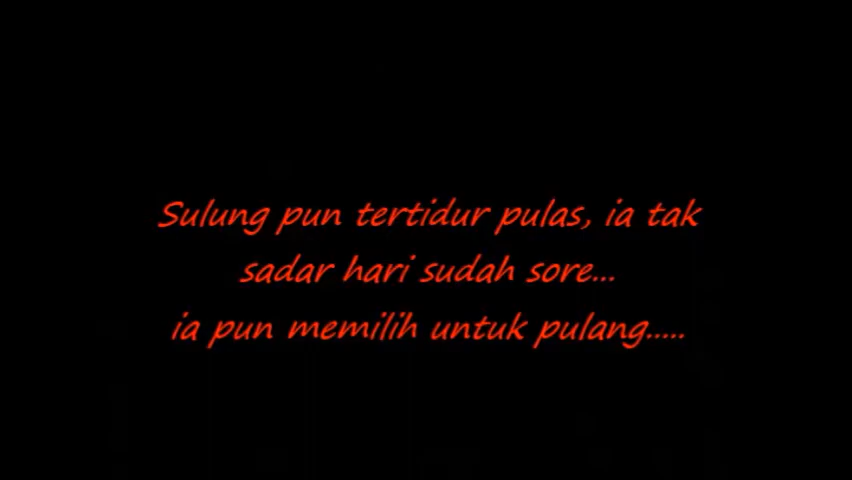 Sulung pun tertidur pulas, ia tak
sadar hari sudah sore...
ia pun memilih untuk pulang.....